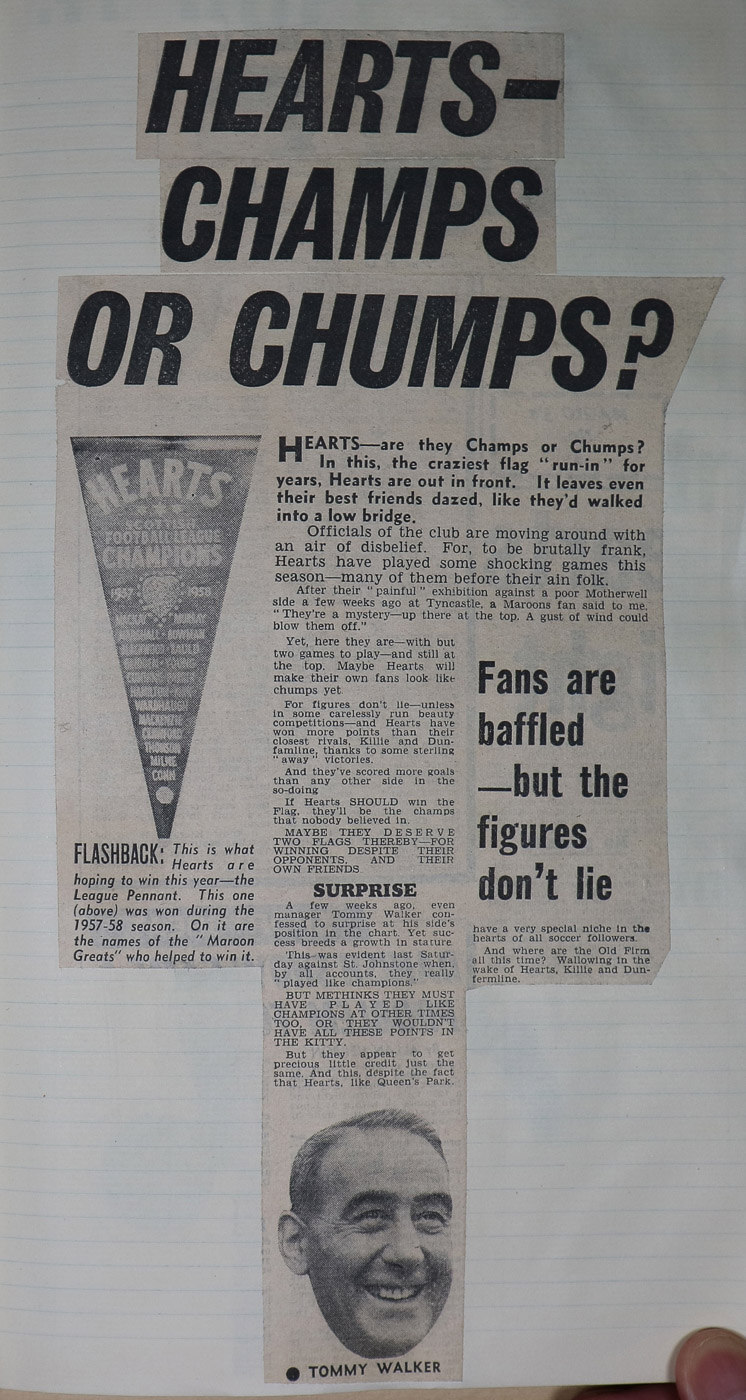 HEARTS—
CHAMPS
OR CHUMPS?
HEARTS
SCOTTISH
FOOTBALL LEAGUE
CHAMPIONS
1957 1958
MACKAY MURRAY
MARSHALL BOWMAN
BAULD
HAMILTON
WARDHAUGH
MACKENZIE
CRAWFORD
THOMSON
MILNE
CONN
FLASHBACK: This is what
Hearts are
hoping to win this year—the
League Pennant. This one
(above) was won during the
1957-58 season. On it are
the names of the "Maroon
Greats" who helped to win it.
HEARTS—are they Champs or Chumps?
In this, the craziest flag "run-in" for
years, Hearts are out in front. It leaves even
their best friends dazed, like they'd walked
into a low bridge.
Officials of the club are moving around with
an air of disbelief. For, to be brutally frank,
Hearts have played some shocking games this
season—many of them before their ain folk.
After their "painful" exhibition against a poor Motherwell
side a few weeks ago at Tyncastle, a Maroons fan said to me,
"They're a mystery—up there at the top. A gust of wind could
blow them off."
Yet, here they are—with but
two games to play—and still at
the top. Maybe Hearts will
make their own fans look like
chumps yet
For figures don't lie—unless
in some carelessly run beauty
competitions—and Hearts have
won more points than their
closest rivals, Killie and Dun-
famline, thanks to some sterling
"away" victories.
And they've scored more goals
than any other side in the
so-doing
If Hearts SHOULD win the
Flag, they'll be the champs
that nobody believed in.
MAYBE THEY DESERVE
TWO FLAGS THEREBY—FOR
WINNING DESPITE THEIR
OPPONENTS, AND THEIR
OWN FRIENDS
SURPRISE
A few weeks ago, even
manager Tommy Walker con-
fessed to surprise at his side's
position in the chart. Yet suc-
cess breeds a growth in stature
This was evident last Satur-
day against St. Johnstone when,
by all accounts, they really
"played like champions."
BUT METHINKS THEY MUST
HAVE PLAYED LIKE
CHAMPIONS AT OTHER TIMES
TOO, OR THEY WOULDN'T
HAVE ALL THESE POINTS IN
THE KITTY.
But they appear to get
precious little credit just the
same. And this, despite the fact
that Hearts, like Queen's Park.
Fans are
baffled
—but the
figures
don't lie
have a very special niche in the
hearts of all soccer followers.
And where are the Old Firm
all this time? Wallowing in the
wake of Hearts, Killie and Dun-
fermline.
● TOMMY WALKER